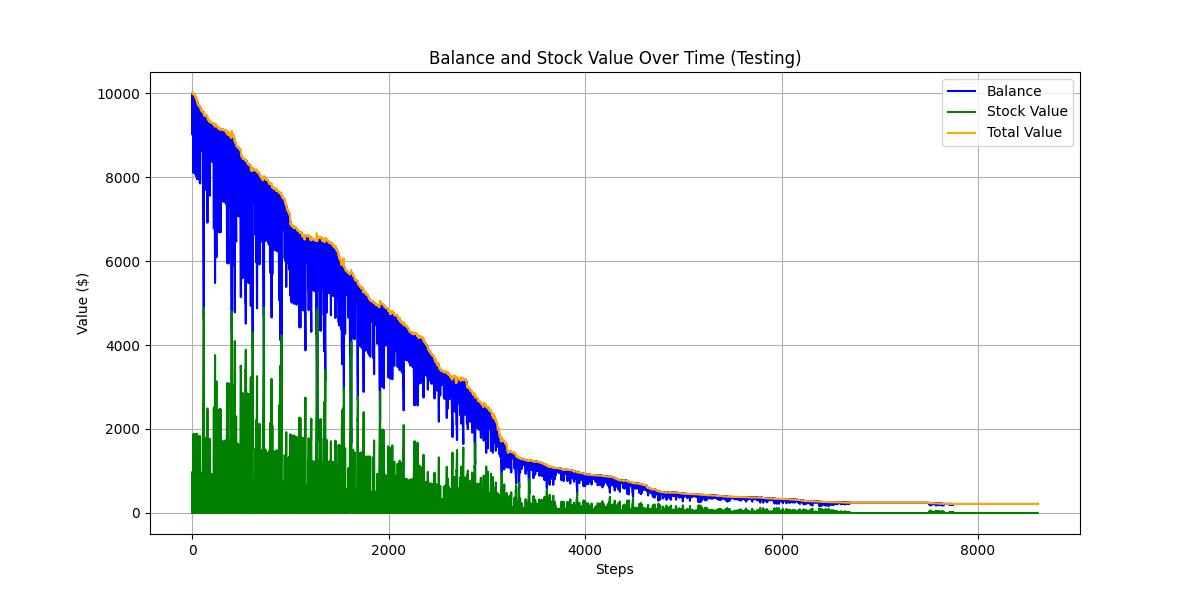 Balance and Stock Value Over Time (Testing)
Balance
Stock Value
Total Value
Value ($)
10000
8000
6000
4000
2000
0
0 2000 4000 6000 8000
Steps